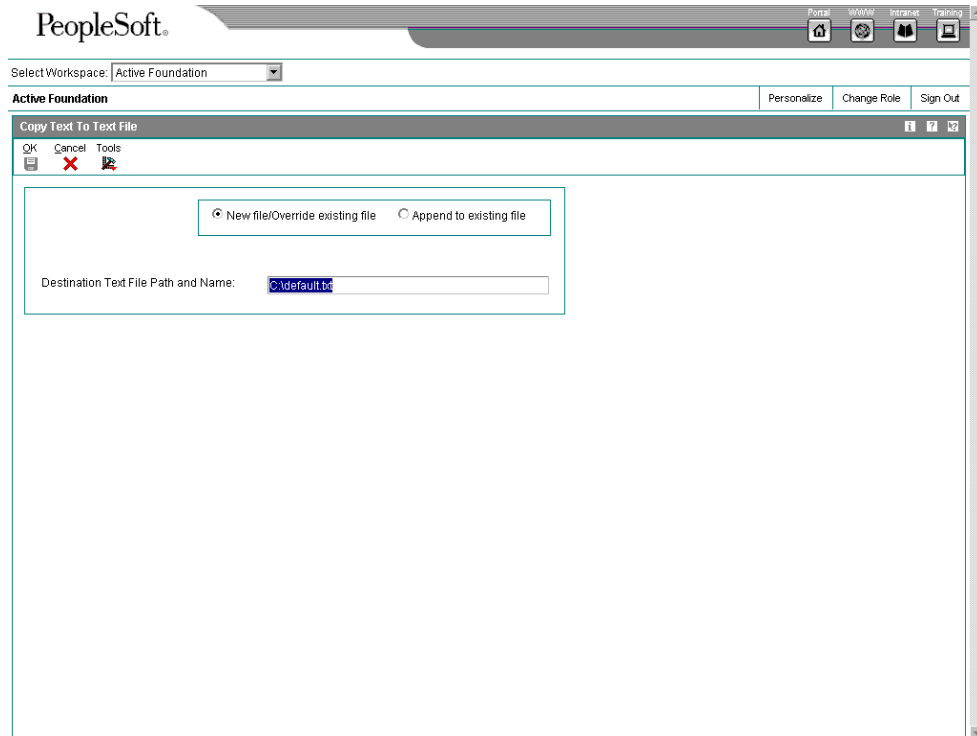 PeopleSoft®
Portal WWW Intranet Training
Select Workspace: Active Foundation
Active Foundation Personalize Change Role Sign Out
Copy Text To Text File
OK Cancel Tools
New file/Override existing file Append to existing file
Destination Text File Path and Name: C:\default.txt